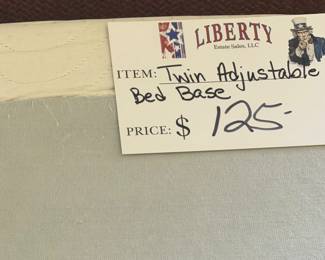 LIBERTY
Estate Sales, LLC
ITEM: Twin Adjustable
Bed Base
PRICE: $ 125-